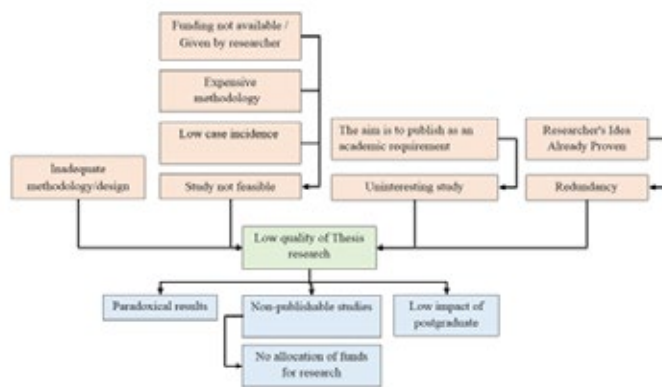 Funding not available /
Given by researcher
Expensive
methodology
Low case incidence
The aim is to publish as an
academic requirement
Researcher's Idea
Already Proven
Inadequate
methodology/design
Study not feasible
Uninteresting study
Redundancy
Low quality of Thesis
research
Paradoxical results
Non-publishable studies
Low impact of
postgraduate
No allocation of funds
for research